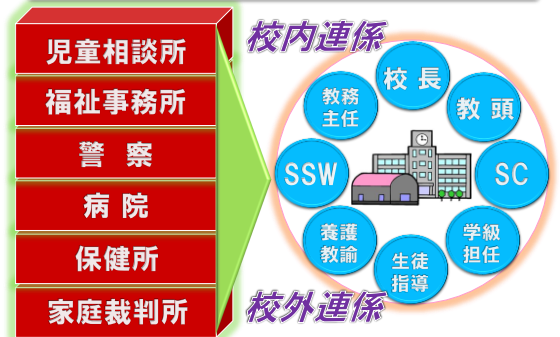 児童相談所
福祉事務所
警察
病院
保健所
家庭裁判所
校内連係
校長
教頭
SC
学級
担任
生徒
指導
養護
教諭
SSW
教務
主任
校外連係